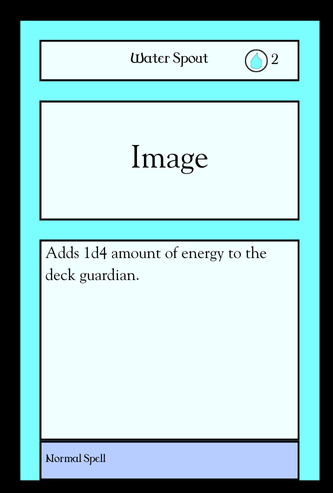 Water Spout 2
Image
Adds 1d4 amount of energy to the
deck guardian.
Normal Spell